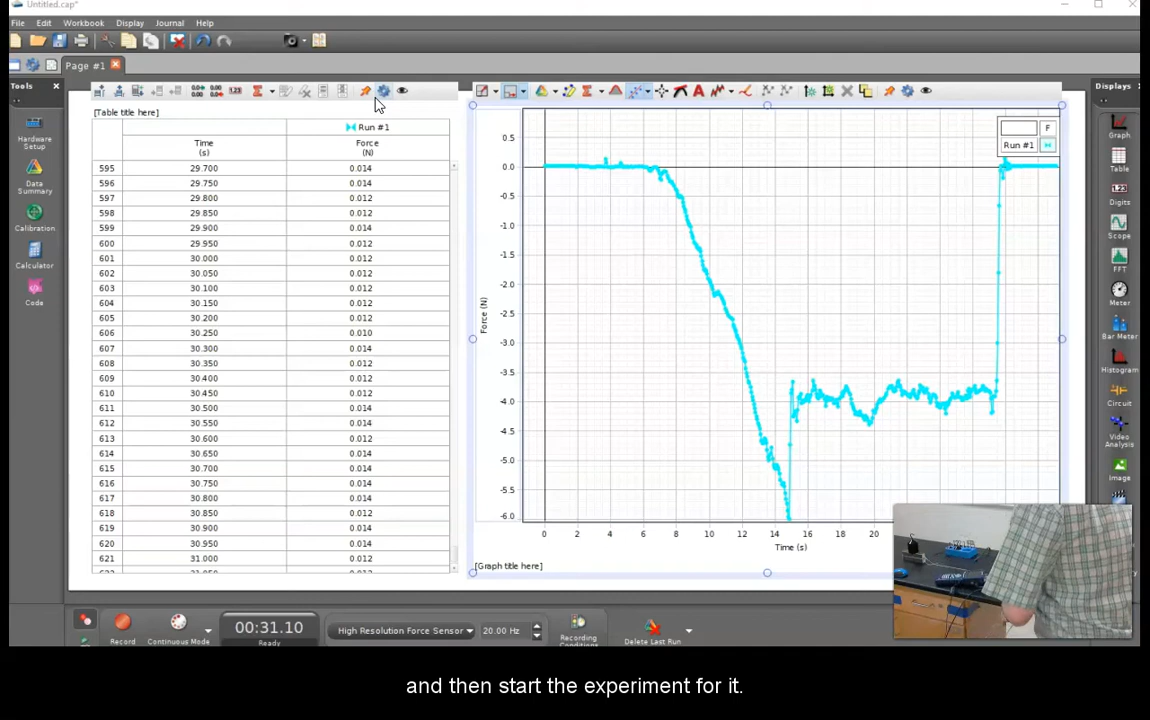 Untitled.cap*
File Edit Workbook Display Journal Help
Page #1
Tools
Displays
Hardware
Setup
Data
Summary
Calibration
Calculator
Code
[Table title here]
Run #1
Time
(s)
Force
(N)
595 29.700 0.014
596 29.750 0.014
597 29.800 0.012
598 29.850 0.012
599 29.900 0.014
600 29.950 0.012
601 30.000 0.012
602 30.050 0.012
603 30.100 0.012
604 30.150 0.012
605 30.200 0.012
606 30.250 0.010
607 30.300 0.014
608 30.350 0.012
609 30.400 0.012
610 30.450 0.012
611 30.500 0.014
612 30.550 0.014
613 30.600 0.012
614 30.650 0.014
615 30.700 0.014
616 30.750 0.014
617 30.800 0.014
618 30.850 0.012
619 30.900 0.014
620 30.950 0.014
621 31.000 0.012
F
Run #1
0.5
0.0
-0.5
-1.0
-1.5
-2.0
-2.5
-3.0
-3.5
-4.0
-4.5
-5.0
-5.5
-6.0
Force (N)
0 2 4 6 8 10 12 14 16 18 20
Time (s)
[Graph title here]
Graph
Table
1.23
Digits
Scope
FFT
Meter
Bar Meter
Histogram
Circuit
Video
Analysis
Image
Record
Continuous Mode
00:31.10
Ready
High Resolution Force Sensor
20.00 Hz
Recording
Conditions
Delete Last Run
and then start the experiment for it.